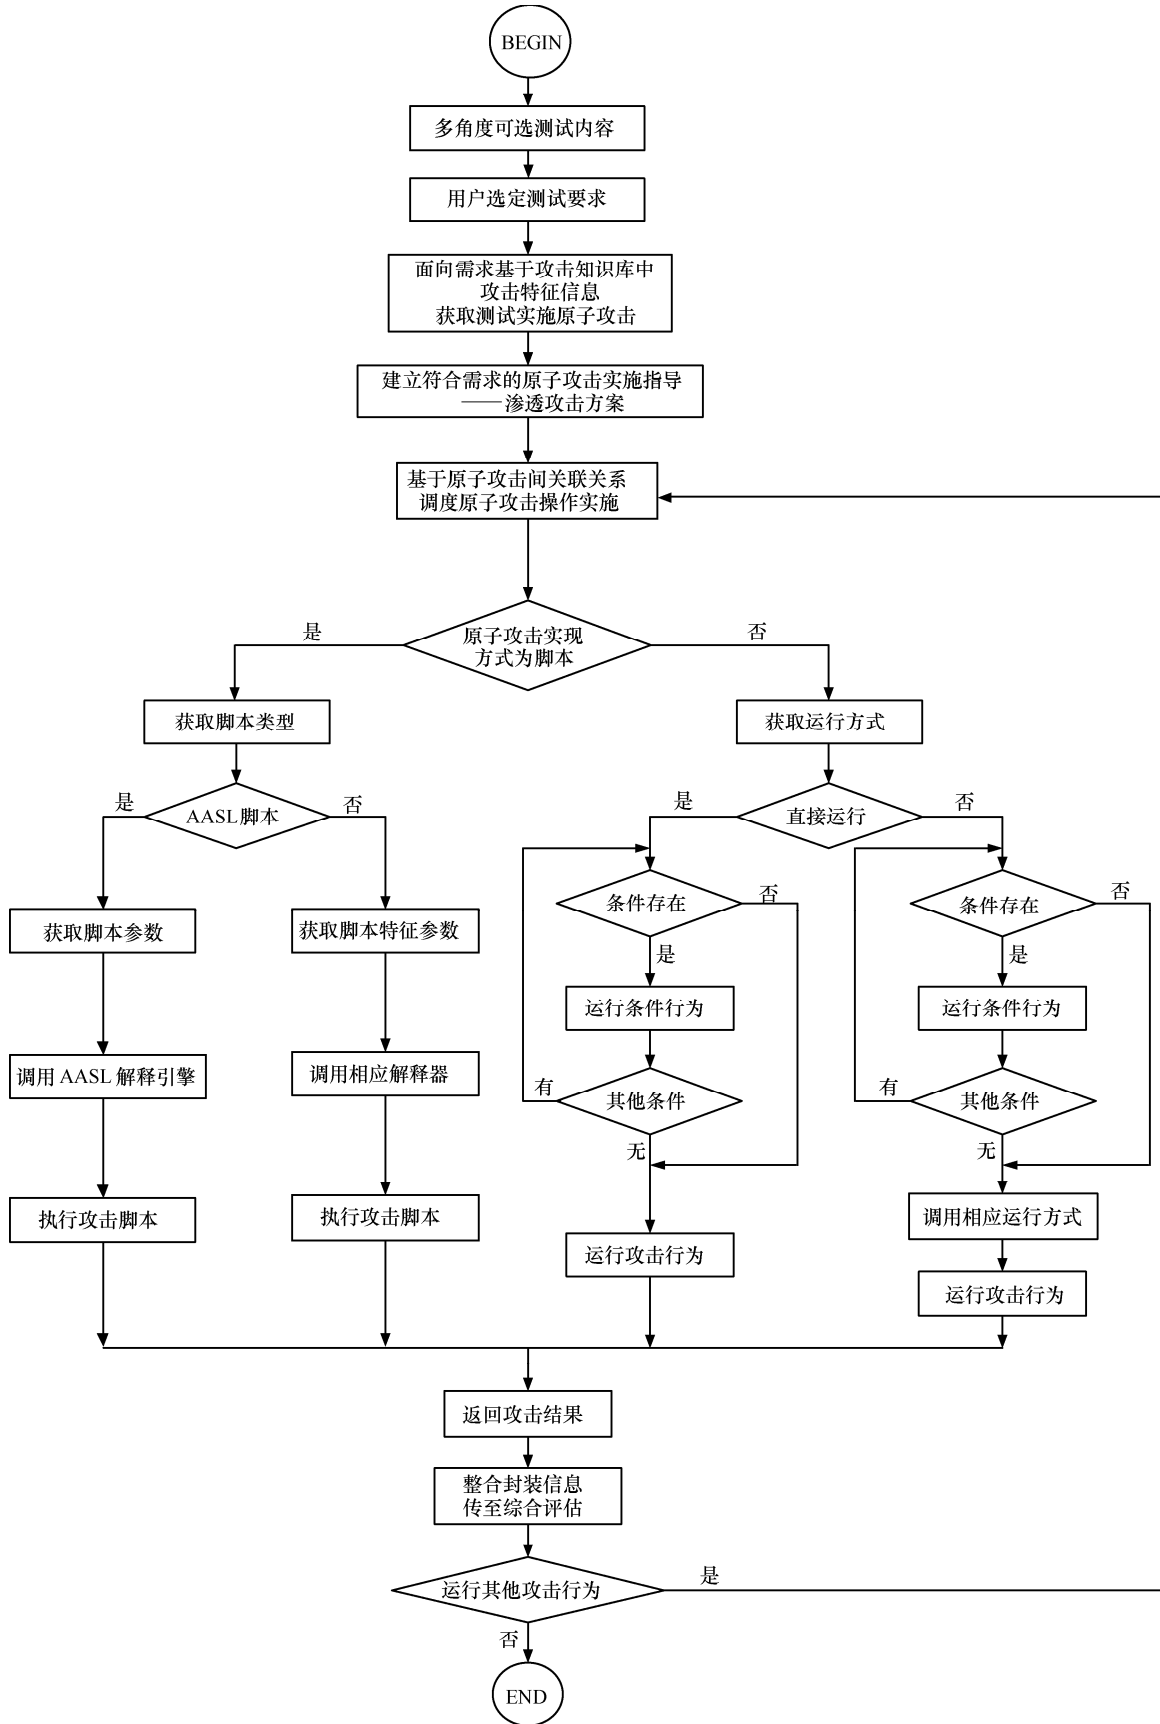 BEGIN
多角度可选测试内容
用户选定测试要求
面向需求基于攻击知识库中
攻击特征信息
获取测试实施原子攻击
建立符合需求的原子攻击实施指导
——渗透攻击方案
基于原子攻击间关联关系
调度原子攻击操作实施
是
原子攻击实现
方式为脚本
否
获取脚本类型
获取运行方式
是
AASL脚本
否
是
直接运行
否
获取脚本参数
获取脚本特征参数
条件存在
否
条件存在
否
是
是
运行条件行为
运行条件行为
调用 AASL 解释引擎
调用相应解释器
有
其他条件
有
其他条件
无
无
执行攻击脚本
执行攻击脚本
运行攻击行为
调用相应运行方式
运行攻击行为
返回攻击结果
整合封装信息
传至综合评估
运行其他攻击行为
是
否
END